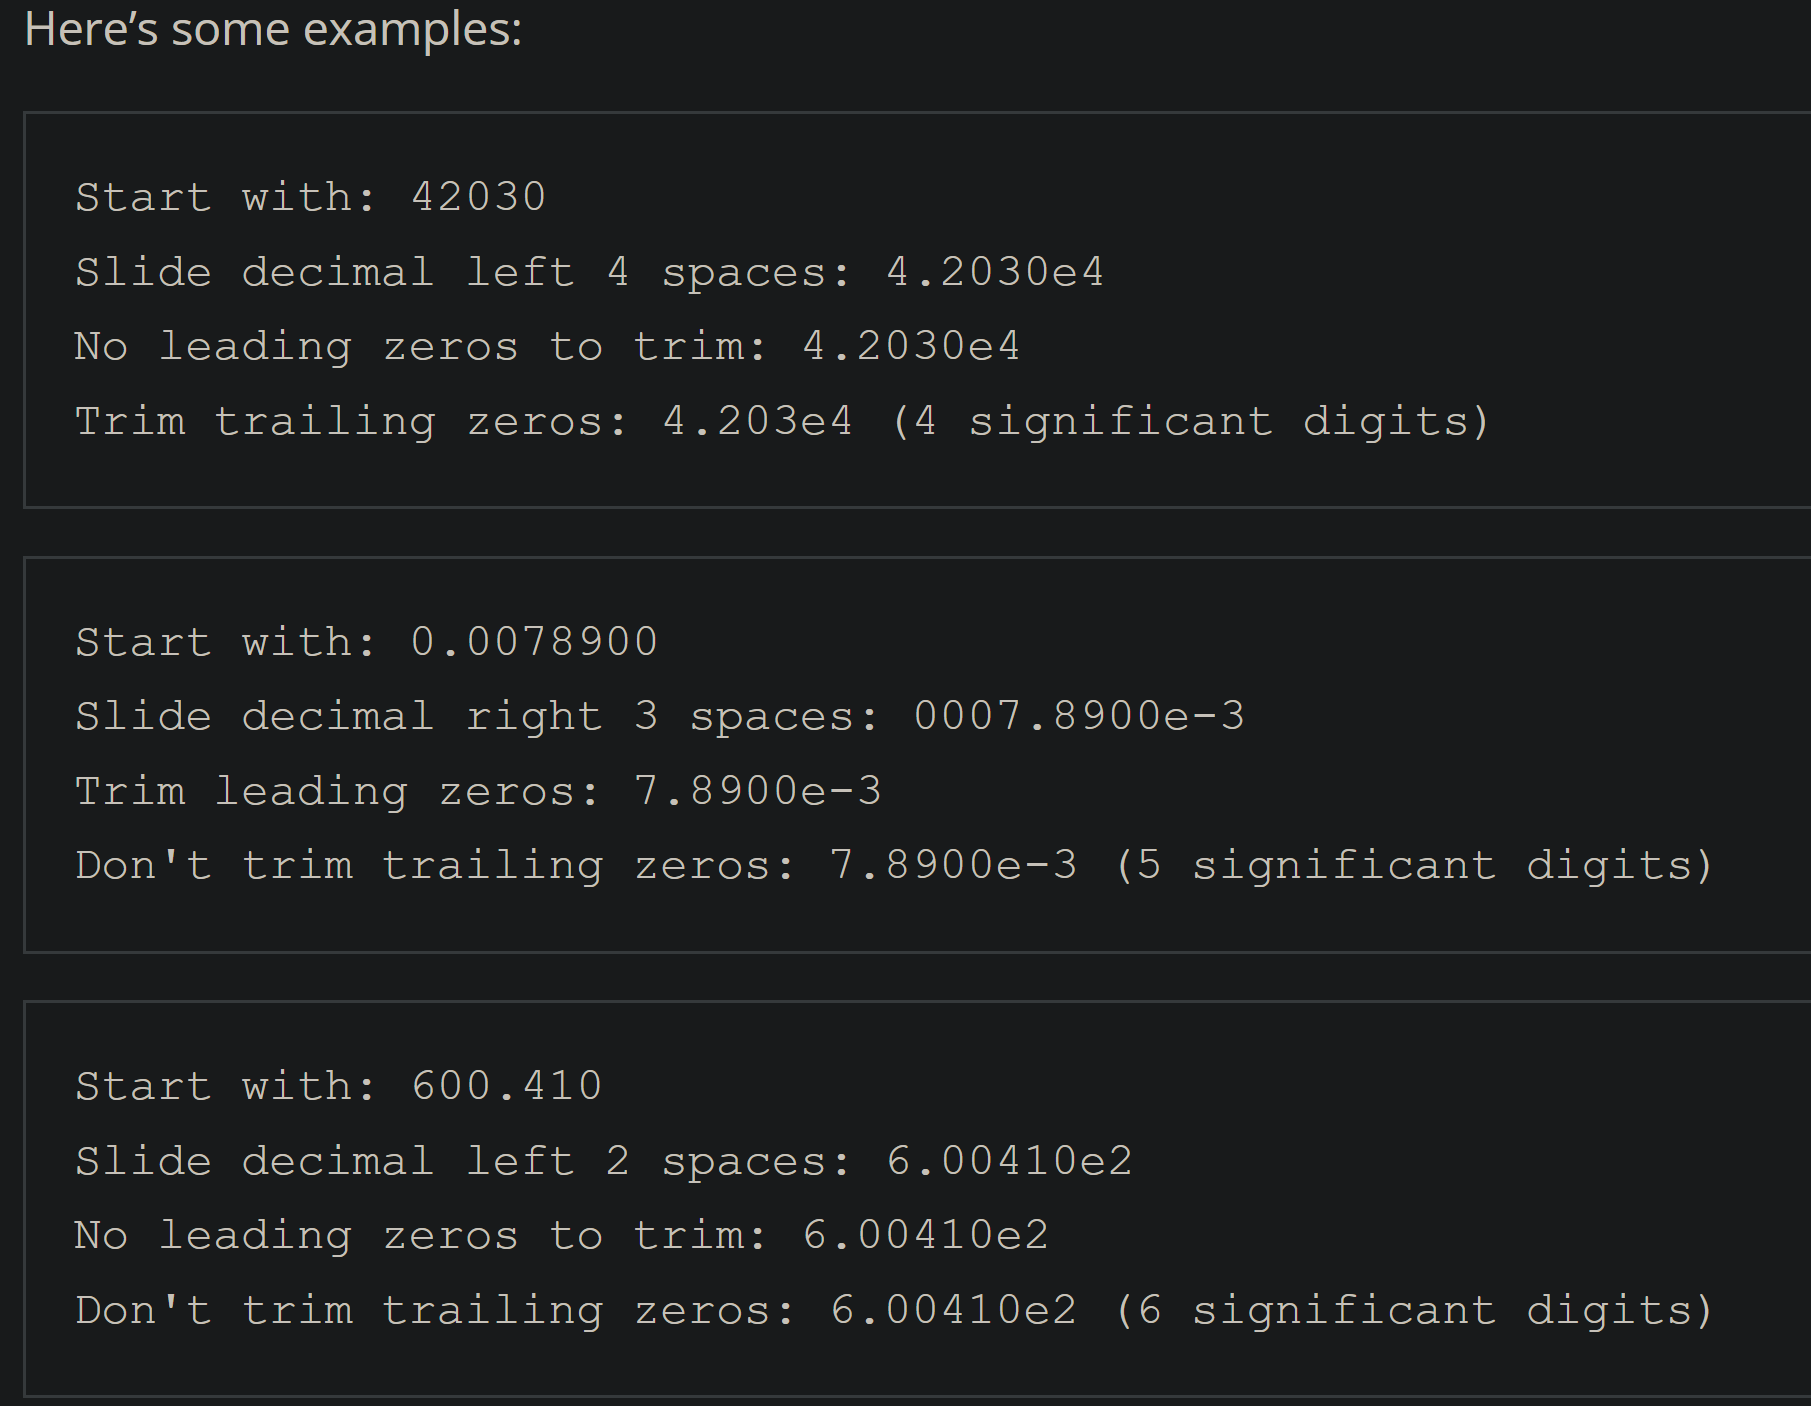 Here’s some examples:
Start with: 42030
Slide decimal left 4 spaces: 4.2030e4
No leading zeros to trim: 4.2030e4
Trim trailing zeros: 4.203e4 (4 significant digits)
Start with: 0.0078900
Slide decimal right 3 spaces: 0007.8900e-3
Trim leading zeros: 7.8900e-3
Don't trim trailing zeros: 7.8900e-3 (5 significant digits)
Start with: 600.410
Slide decimal left 2 spaces: 6.00410e2
No leading zeros to trim: 6.00410e2
Don't trim trailing zeros: 6.00410e2 (6 significant digits)